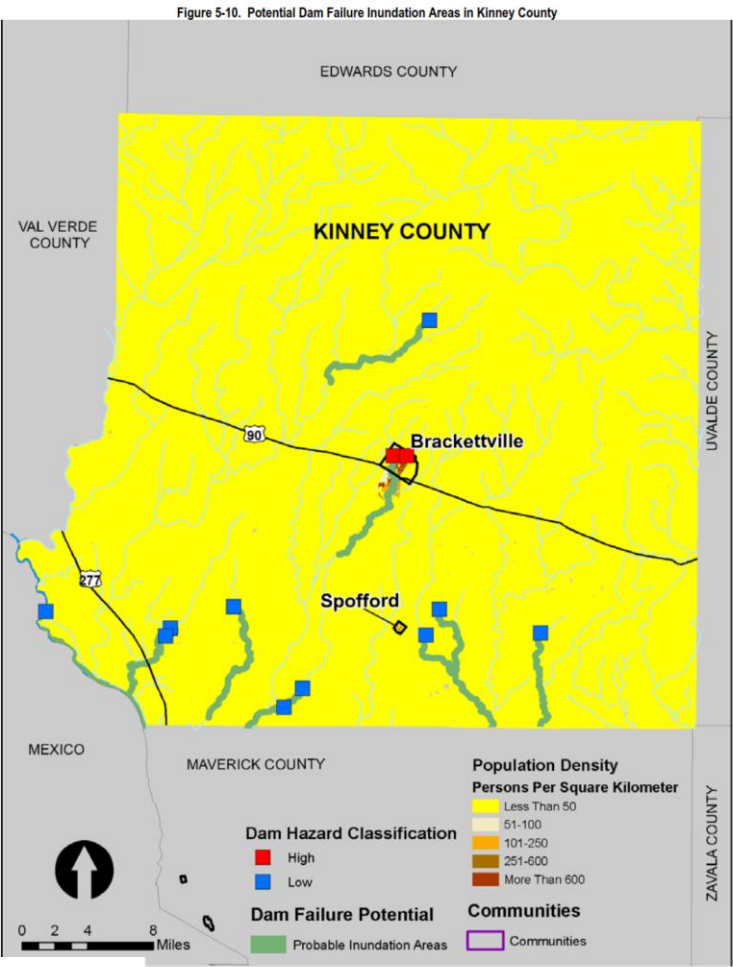 Figure 5-10. Potential Dam Failure Inundation Areas in Kinney County
EDWARDS COUNTY
VAL VERDE
COUNTY
KINNEY COUNTY
UVALDE COUNTY
90
Brackettville
277
Spofford
MEXICO
MAVERICK COUNTY
ZAVALA COUNTY
Population Density
Persons Per Square Kilometer
Less Than 50
51-100
101-250
251-600
More Than 600
Dam Hazard Classification
High
Low
Dam Failure Potential
Probable Inundation Areas
Communities
Communities
0 2 4 8
Miles